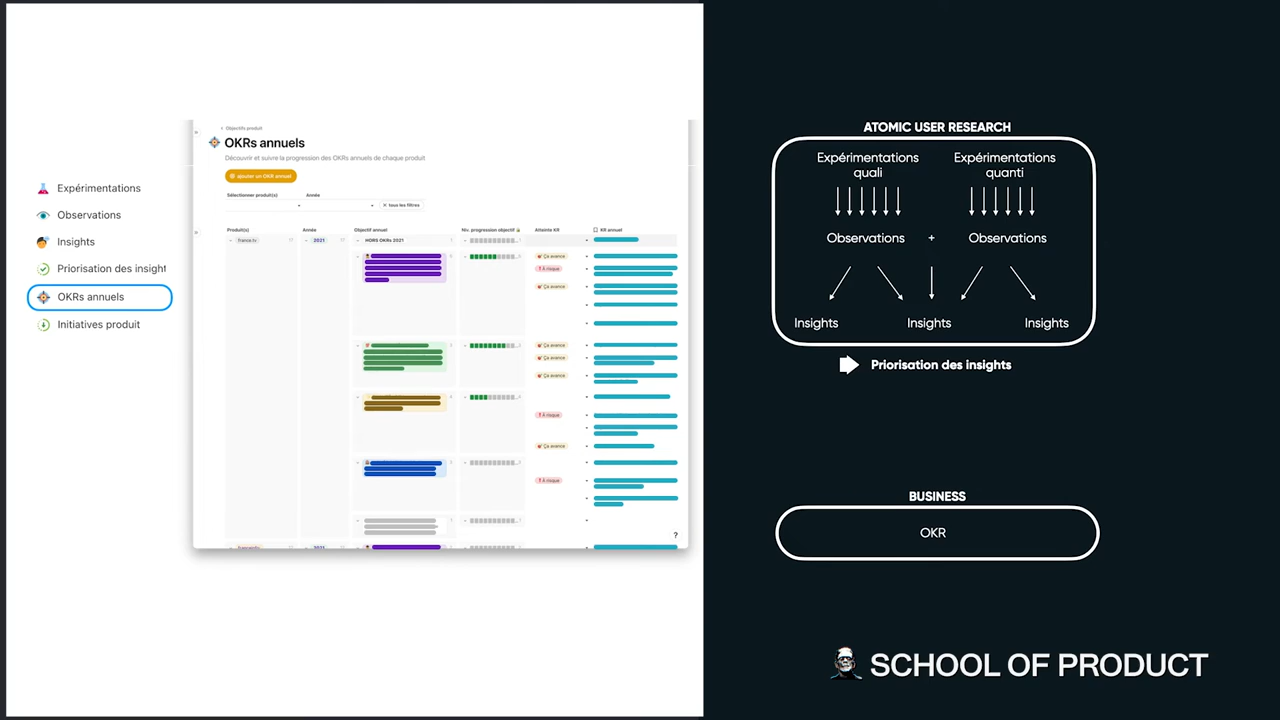 Expérimentations
Observations
Insights
Priorisation des insight
OKRs annuels
Initiatives produit
Objectifs produit
OKRs annuels
Découvrir et suivre la progression des OKRs annuels de chaque produit
ajouter un OKR annuel
Sélectionner produit(s) Année
tous les filtres
Produit(s) Année Objectif annuel Niv. progression objectif Atteinte KR KR annuel
france.tv 2021 HORS OKRs 2021
Ça avance
À risque
Ça avance
Ça avance
Ça avance
Ça avance
À risque
Ça avance
À risque
?
2021
ATOMIC USER RESEARCH
Expérimentations quali
Expérimentations quanti
Observations + Observations
Insights Insights Insights
Priorisation des insights
BUSINESS
OKR
SCHOOL OF PRODUCT